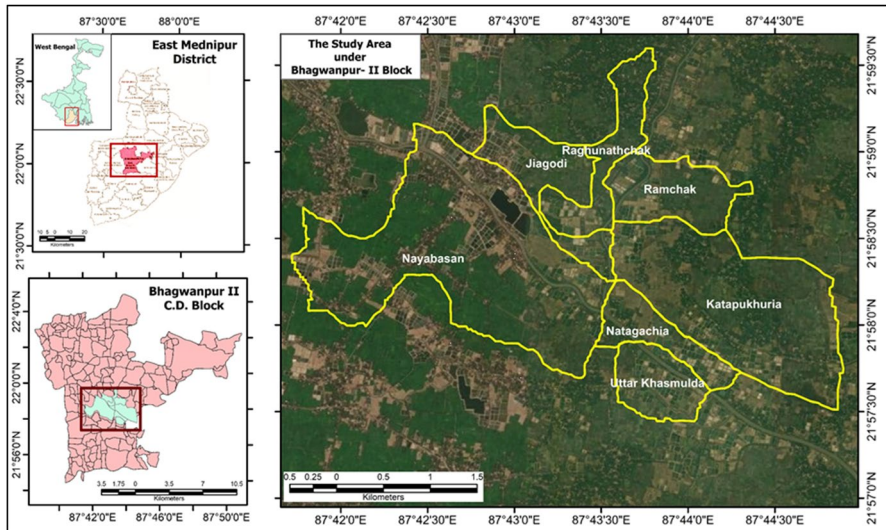 West Bengal
East Mednipur
District
87°0'0"E
88°0'0"E
22°30'0"N
22°0'0"N
21°30'0"N
10 5 0 10 20
Kilometers
Bhagwanpur II
C.D. Block
22°4'0"N
22°0'0"N
21°56'0"N
3.5 1.75 0 3.5 7 10.5
Kilometers
87°42'0"E 87°46'0"E 87°50'0"E
87°42'0"E 87°42'30"E 87°43'0"E 87°43'30"E 87°44'0"E 87°44'30"E
The Study Area
under
Bhagwanpur- II Block
Raghunathchak
Jiagodi
Ramchak
Nayabasan
Katapukhuria
Natagachia
Uttar Khasmulda
21°59'30"N
21°59'0"N
21°58'30"N
21°58'0"N
21°57'30"N
21°57'0"N
0.5 0.25 0 0.5 1 1.5
Kilometers
87°42'0"E 87°42'30"E 87°43'0"E 87°43'30"E 87°44'0"E 87°44'30"E